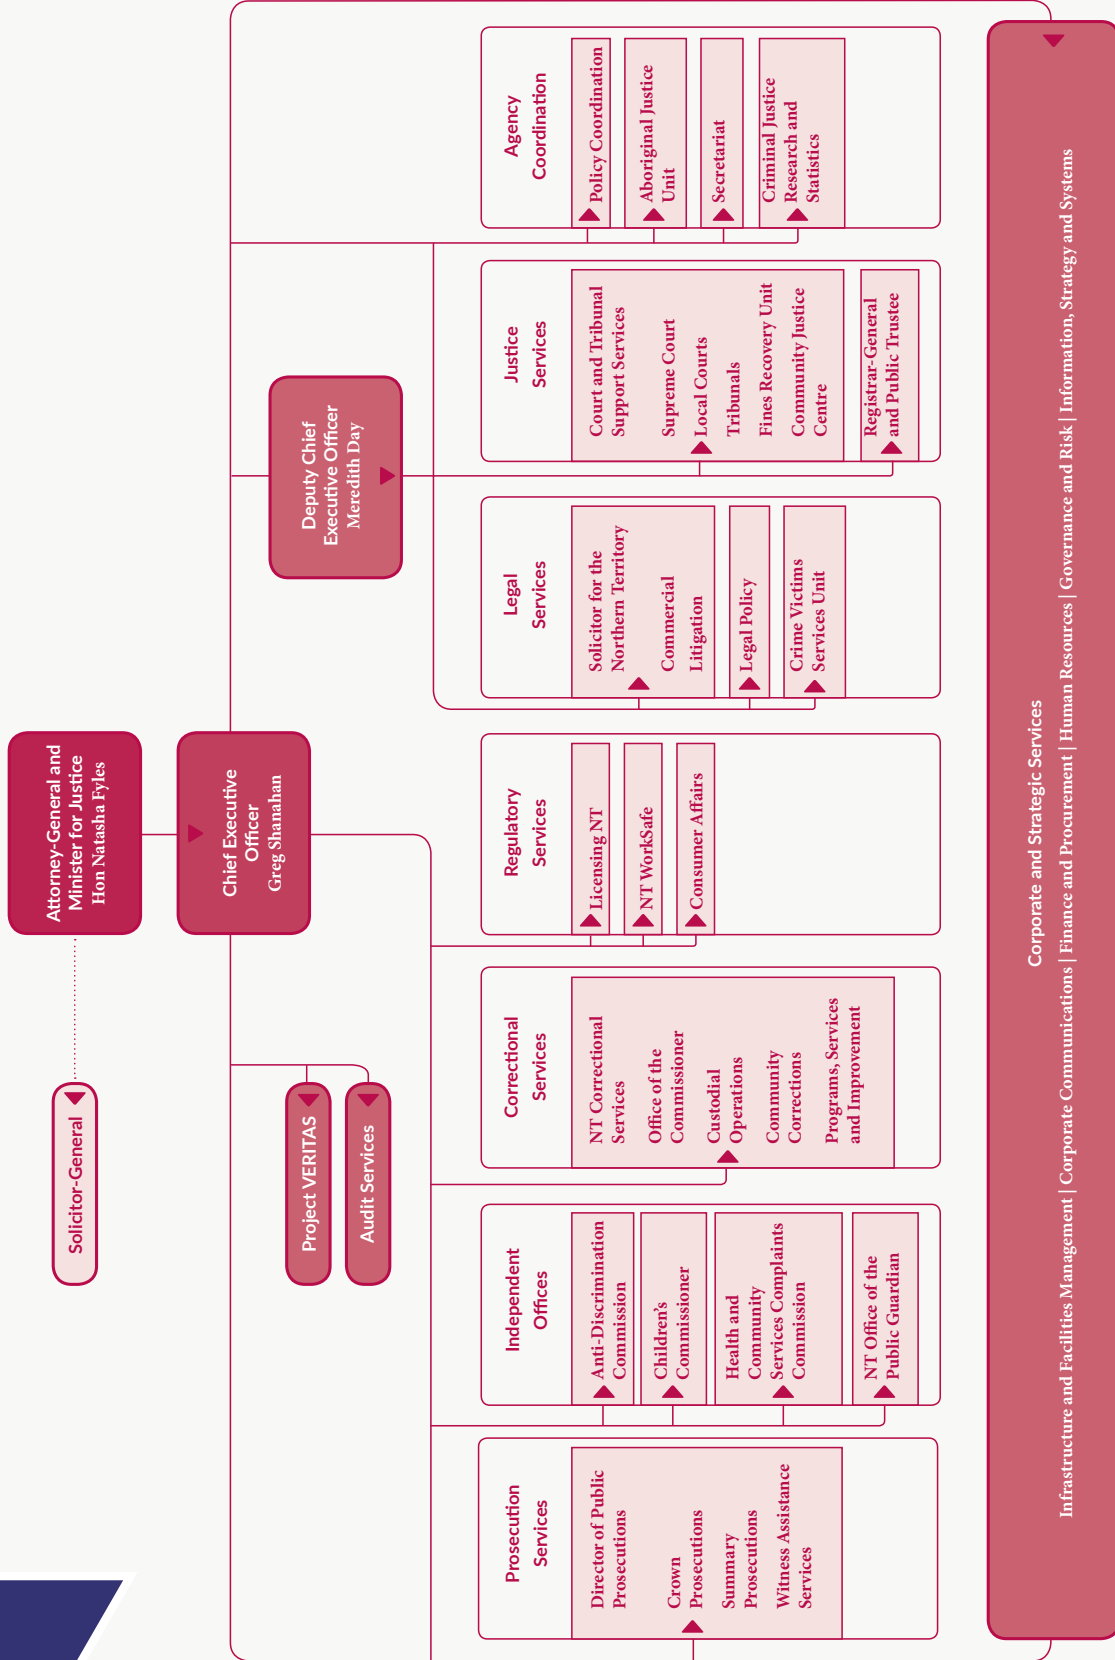 Attorney-General and
Minister for Justice
Hon Natasha Fyles
Solicitor-General
Chief Executive
Officer
Greg Shanahan
Project VERITAS
Audit Services
Deputy Chief
Executive Officer
Meredith Day
Prosecution
Services
Director of Public
Prosecutions
Crown
Prosecutions
Summary
Prosecutions
Witness Assistance
Services
Independent
Offices
Anti-Discrimination
Commission
Children’s
Commissioner
Health and
Community
Services Complaints
Commission
NT Office of the
Public Guardian
Correctional
Services
NT Correctional
Services
Office of the
Commissioner
Custodial
Operations
Community
Corrections
Programs, Services
and Improvement
Regulatory
Services
Licensing NT
NT WorkSafe
Consumer Affairs
Legal
Services
Solicitor for the
Northern Territory
Commercial
Litigation
Legal Policy
Crime Victims
Services Unit
Justice
Services
Court and Tribunal
Support Services
Supreme Court
Local Courts
Tribunals
Fines Recovery Unit
Community Justice
Centre
Registrar-General
and Public Trustee
Agency
Coordination
Policy Coordination
Aboriginal Justice
Unit
Secretariat
Criminal Justice
Research and
Statistics
Corporate and Strategic Services
Infrastructure and Facilities Management | Corporate Communications | Finance and Procurement | Human Resources | Governance and Risk | Information, Strategy and Systems